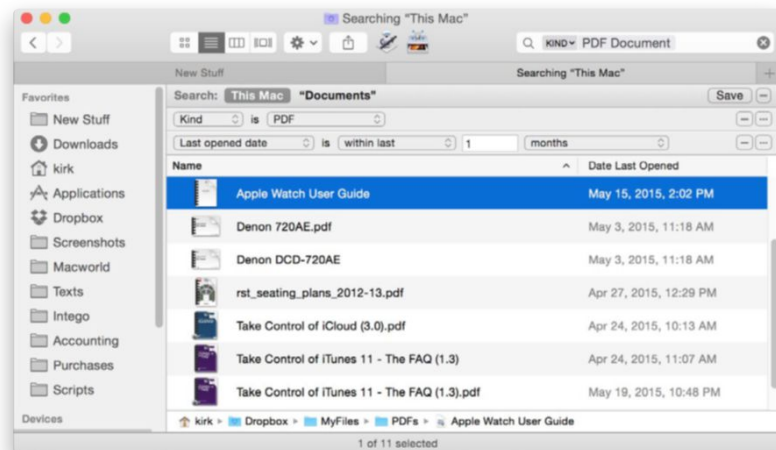 Searching "This Mac"
KIND PDF Document
New Stuff
Searching "This Mac"
Search: This Mac "Documents" Save
Kind is PDF
Last opened date is within last 1 months
Favorites
New Stuff
Downloads
kirk
Applications
Dropbox
Screenshots
Macworld
Texts
Intego
Accounting
Purchases
Scripts
Devices
Name Date Last Opened
Apple Watch User Guide May 15, 2015, 2:02 PM
Denon 720AE.pdf May 3, 2015, 11:18 AM
Denon DCD-720AE May 3, 2015, 11:18 AM
rst_seating_plans_2012-13.pdf Apr 27, 2015, 12:29 PM
Take Control of iCloud (3.0).pdf Apr 24, 2015, 10:13 AM
Take Control of iTunes 11 - The FAQ (1.3) Apr 24, 2015, 11:07 AM
Take Control of iTunes 11 - The FAQ (1.3).pdf May 19, 2015, 10:48 PM
kirk Dropbox MyFiles PDFs Apple Watch User Guide
1 of 11 selected